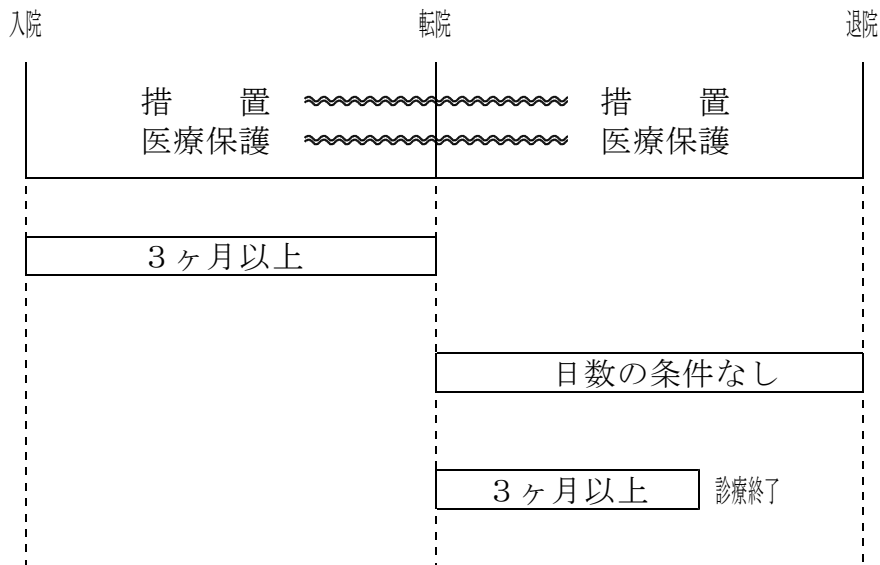 入院 転院 退院
措 置 措 置
医療保護 医療保護
3ヶ月以上
日数の条件なし
3ヶ月以上 診療終了